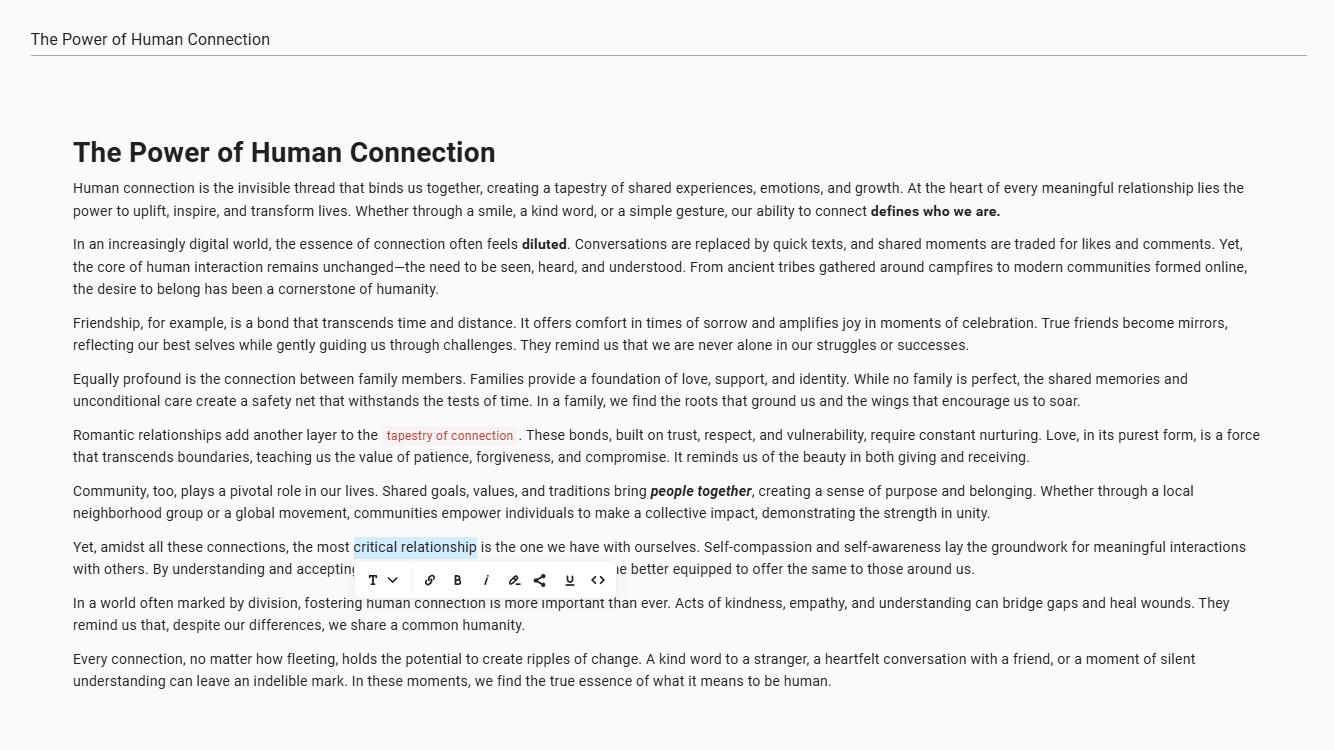 The Power of Human Connection
The Power of Human Connection
Human connection is the invisible thread that binds us together, creating a tapestry of shared experiences, emotions, and growth. At the heart of every meaningful relationship lies the
power to uplift, inspire, and transform lives. Whether through a smile, a kind word, or a simple gesture, our ability to connect defines who we are.
In an increasingly digital world, the essence of connection often feels diluted. Conversations are replaced by quick texts, and shared moments are traded for likes and comments. Yet,
the core of human interaction remains unchanged—the need to be seen, heard, and understood. From ancient tribes gathered around campfires to modern communities formed online,
the desire to belong has been a cornerstone of humanity.
Friendship, for example, is a bond that transcends time and distance. It offers comfort in times of sorrow and amplifies joy in moments of celebration. True friends become mirrors,
reflecting our best selves while gently guiding us through challenges. They remind us that we are never alone in our struggles or successes.
Equally profound is the connection between family members. Families provide a foundation of love, support, and identity. While no family is perfect, the shared memories and
unconditional care create a safety net that withstands the tests of time. In a family, we find the roots that ground us and the wings that encourage us to soar.
Romantic relationships add another layer to the tapestry of connection . These bonds, built on trust, respect, and vulnerability, require constant nurturing. Love, in its purest form, is a force
that transcends boundaries, teaching us the value of patience, forgiveness, and compromise. It reminds us of the beauty in both giving and receiving.
Community, too, plays a pivotal role in our lives. Shared goals, values, and traditions bring people together, creating a sense of purpose and belonging. Whether through a local
neighborhood group or a global movement, communities empower individuals to make a collective impact, demonstrating the strength in unity.
Yet, amidst all these connections, the most critical relationship is the one we have with ourselves. Self-compassion and self-awareness lay the groundwork for meaningful interactions
with others. By understanding and accepting better equipped to offer the same to those around us.
T B i U
In a world often marked by division, fostering human connection is more important than ever. Acts of kindness, empathy, and understanding can bridge gaps and heal wounds. They
remind us that, despite our differences, we share a common humanity.
Every connection, no matter how fleeting, holds the potential to create ripples of change. A kind word to a stranger, a heartfelt conversation with a friend, or a moment of silent
understanding can leave an indelible mark. In these moments, we find the true essence of what it means to be human.